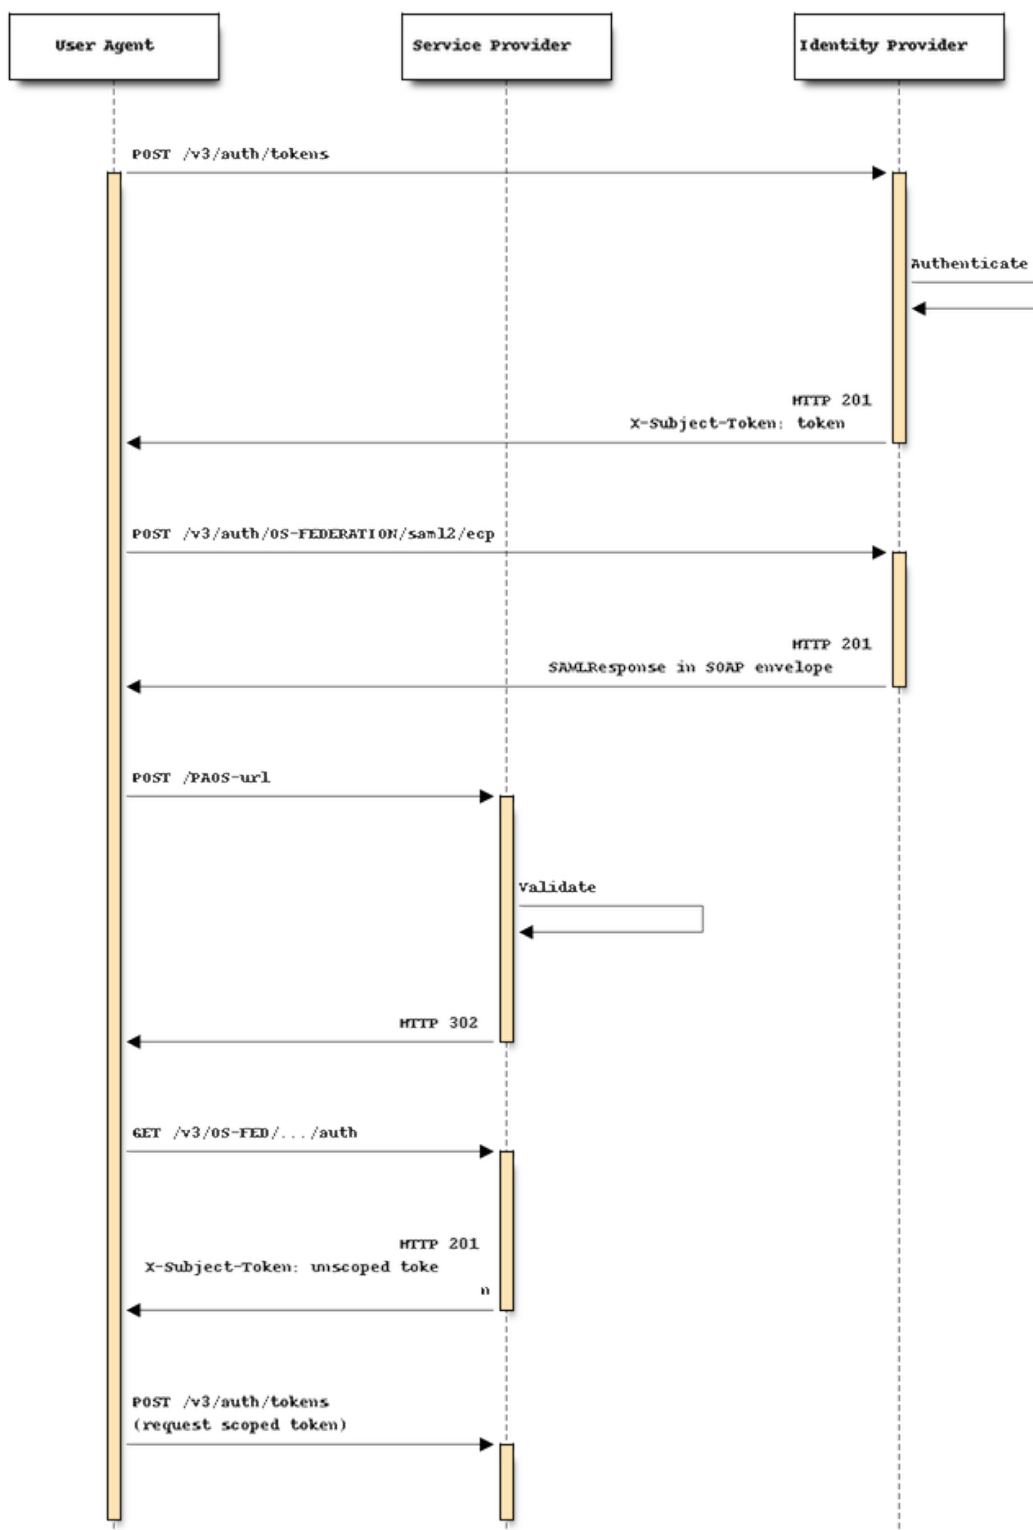 User Agent
Service Provider
Identity Provider
POST /v3/auth/tokens
Authenticate
HTTP 201
X-Subject-Token: token
POST /v3/auth/OS-FEDERATION/saml2/ecp
HTTP 201
SAMLResponse in SOAP envelope
POST /PAOS-url
Validate
HTTP 302
GET /v3/OS-FED/.../auth
HTTP 201
X-Subject-Token: unscoped toke
n
POST /v3/auth/tokens
(request scoped token)